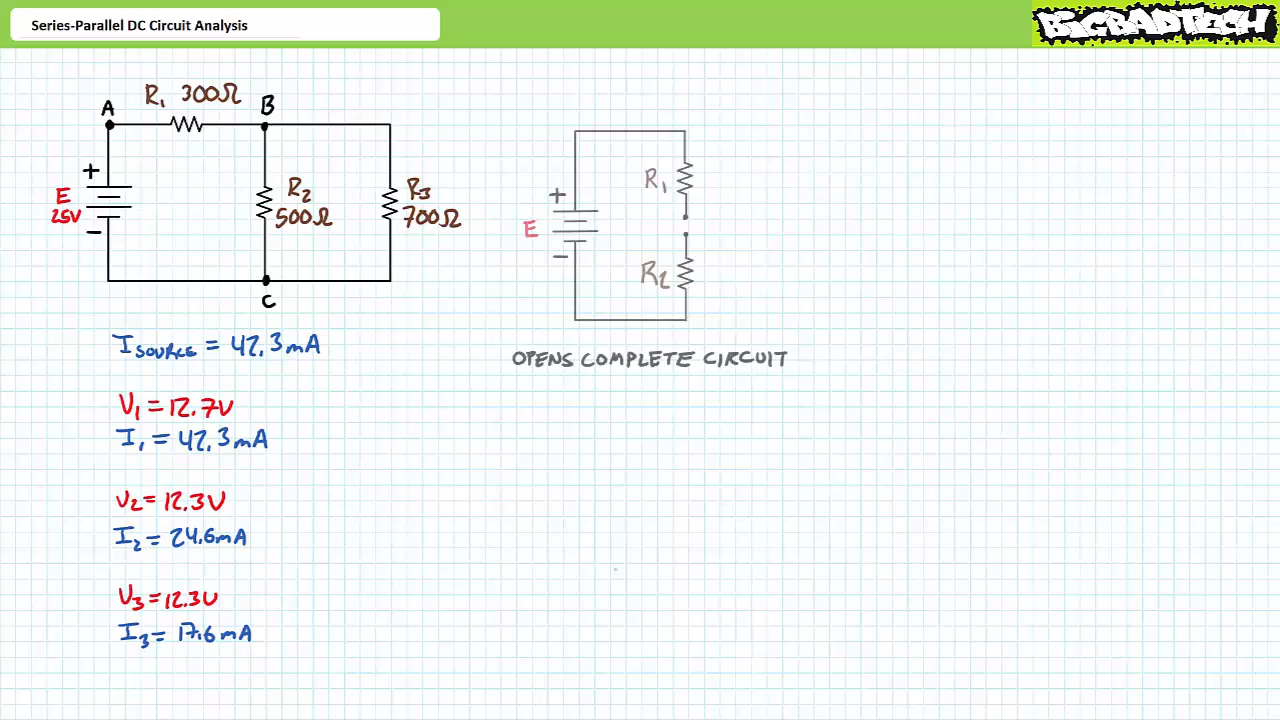 Series-Parallel DC Circuit Analysis
BIGBADTECH
A
R1 300Ω
B
+
E
25V
-
R2
500Ω
R3
700Ω
C
+
E
-
R1
R2
OPENS COMPLETE CIRCUIT
ISOURCE = 42.3mA
V1 = 12.7V
I1 = 42.3mA
V2 = 12.3V
I2 = 24.6mA
V3 = 12.3V
I3 = 17.6mA